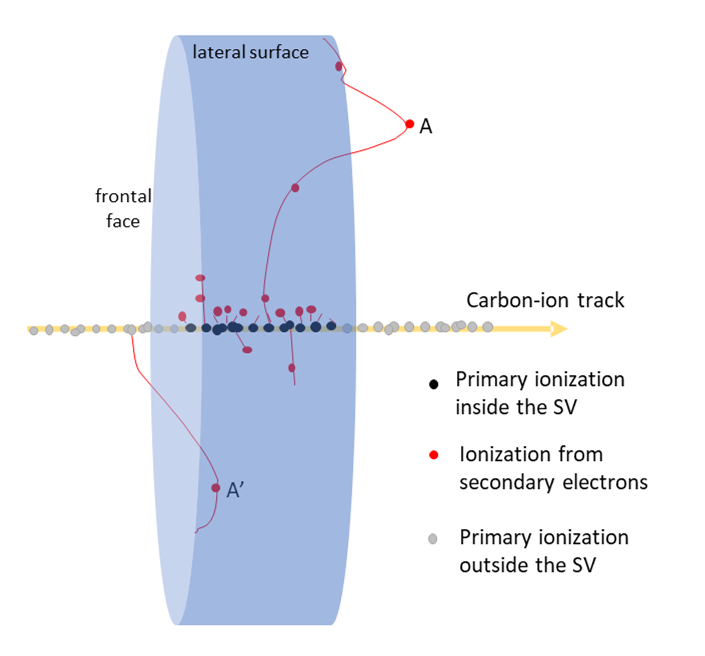 lateral surface
A
frontal
face
Carbon-ion track
Primary ionization
inside the SV
Ionization from
secondary electrons
A’
Primary ionization
outside the SV